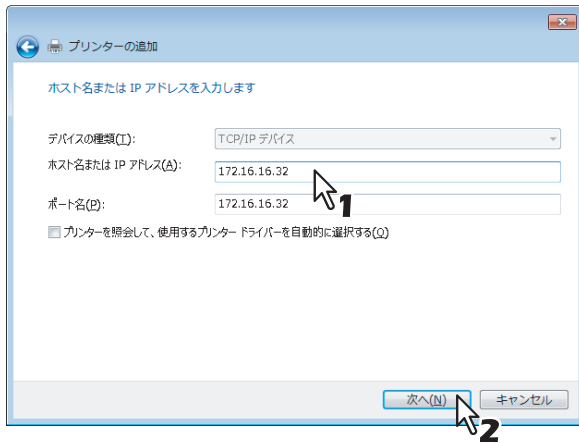 プリンターの追加
ホスト名または IP アドレスを入力します
デバイスの種類(T): TCP/IP デバイス
ホスト名または IP アドレス(A): 172.16.16.32
1
ポート名(P): 172.16.16.32
プリンターを照会して、使用するプリンター ドライバーを自動的に選択する(Q)
次へ(N) キャンセル
2